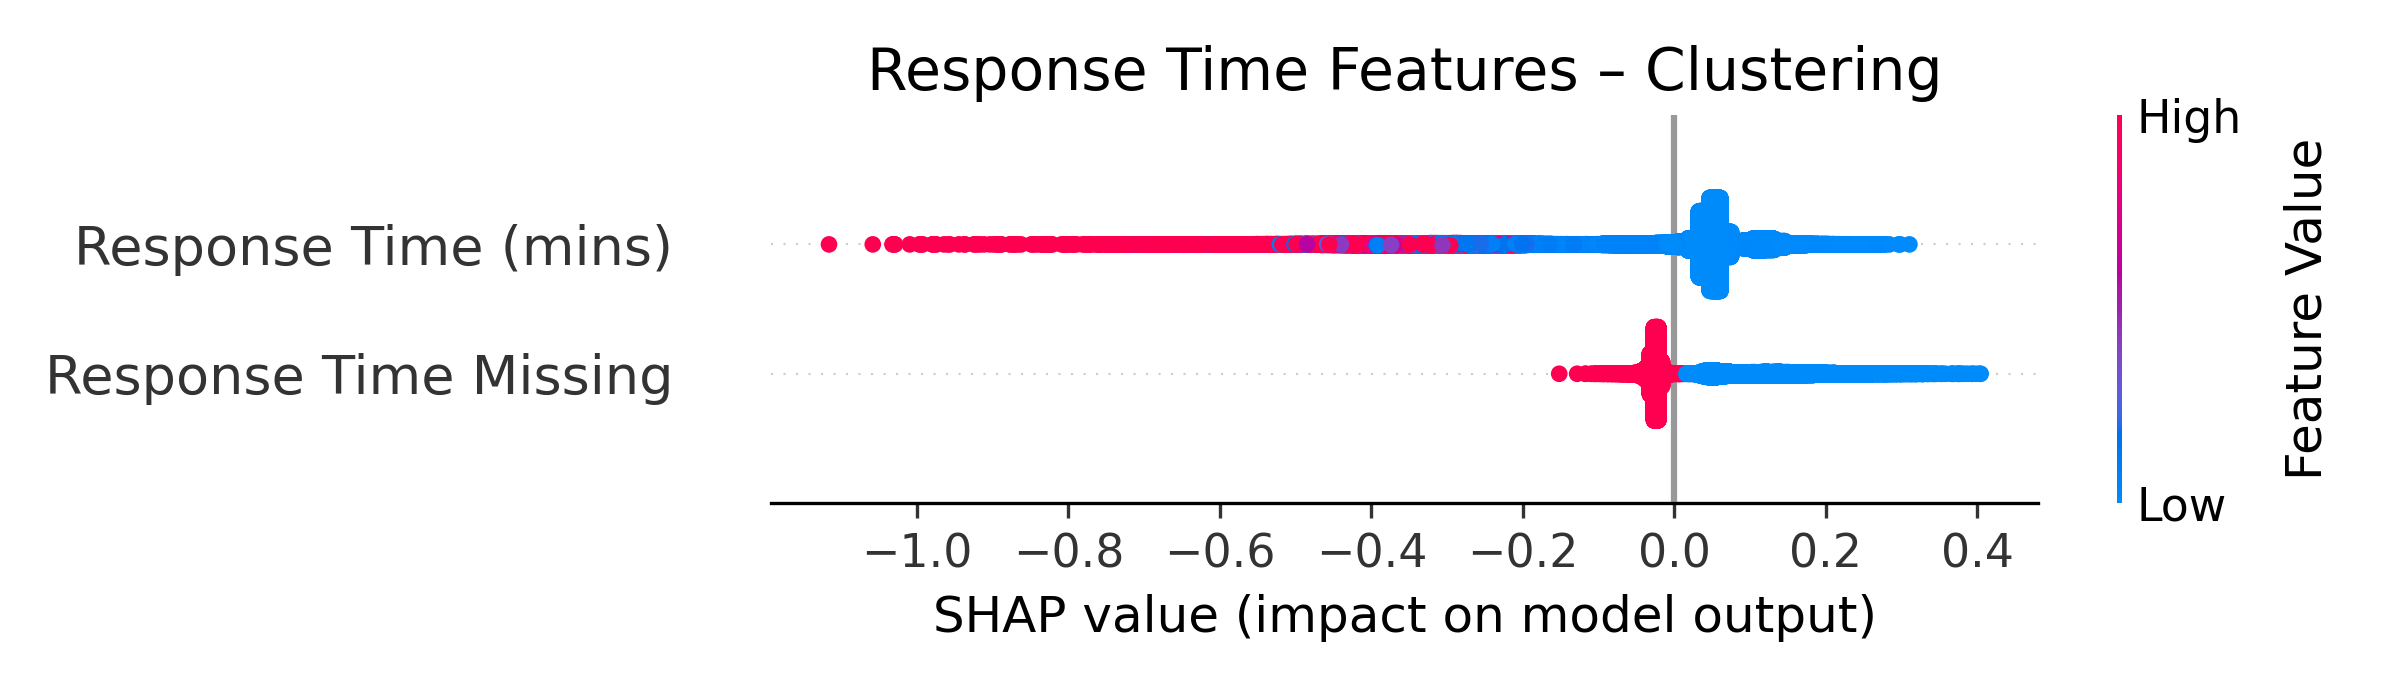 Response Time Features – Clustering
High
Response Time (mins)
Response Time Missing
Feature Value
Low
−1.0 −0.8 −0.6 −0.4 −0.2 0.0 0.2 0.4
SHAP value (impact on model output)